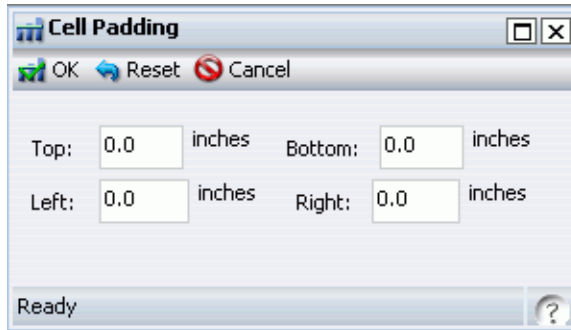 Cell Padding
OK Reset Cancel
Top: 0.0 inches Bottom: 0.0 inches
Left: 0.0 inches Right: 0.0 inches
Ready ?